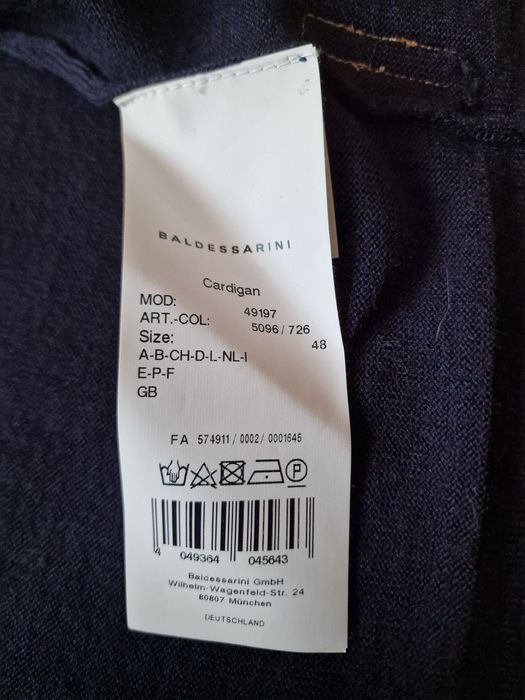 BALDESSARINI
Cardigan
MOD: 49197
ART.-COL: 5096 / 726
Size: 48
A-B-CH-D-L-NL-I
E-P-F
GB
FA 574911 / 0002 / 0001645
P
4 049364 045643
Baldessarini GmbH
Wilhelm-Wagenfeld-Str. 24
80807 München
DEUTSCHLAND